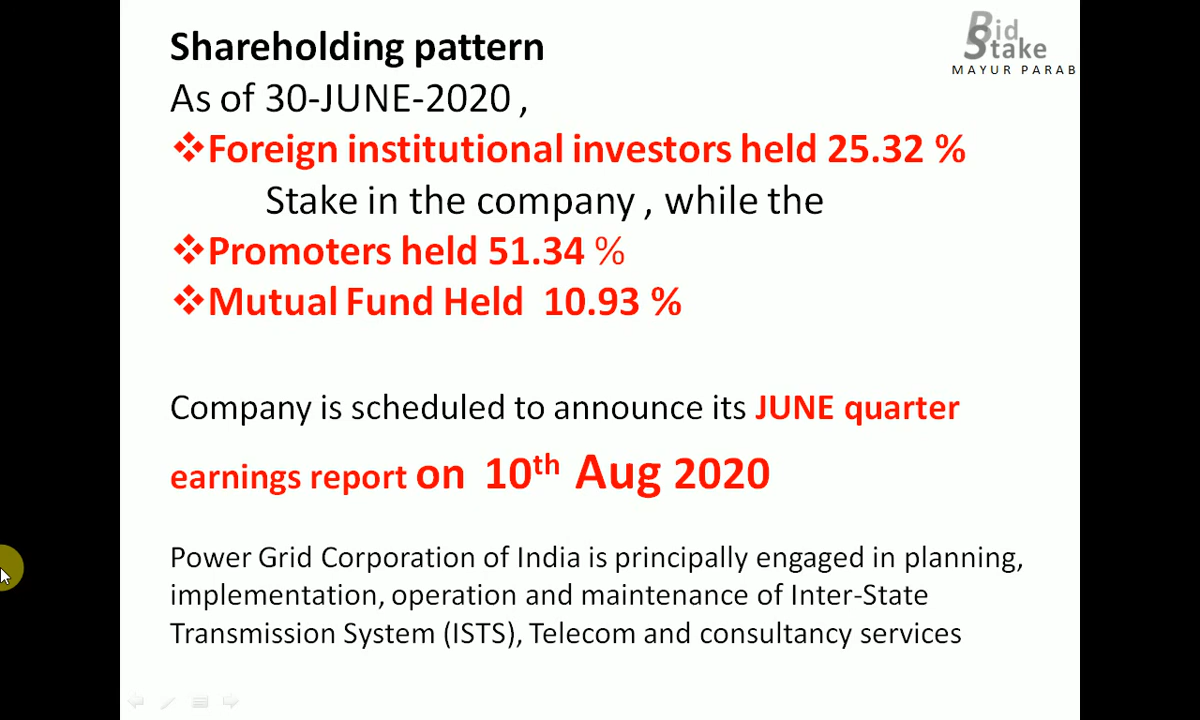 Shareholding pattern
Bid
Stake
MAYUR PARAB
As of 30-JUNE-2020 ,
❖Foreign institutional investors held 25.32 %
Stake in the company , while the
❖Promoters held 51.34 %
❖Mutual Fund Held 10.93 %
Company is scheduled to announce its JUNE quarter
earnings report on 10th Aug 2020
Power Grid Corporation of India is principally engaged in planning,
implementation, operation and maintenance of Inter-State
Transmission System (ISTS), Telecom and consultancy services